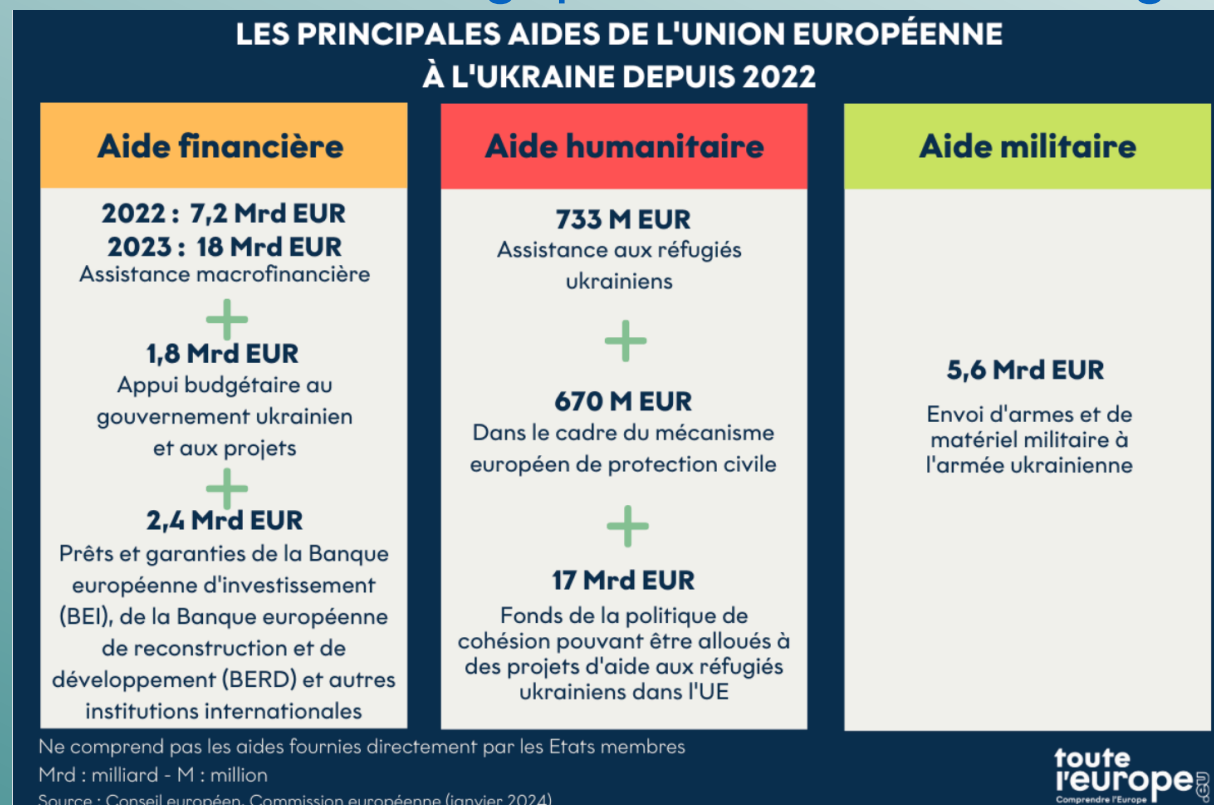 LES PRINCIPALES AIDES DE L'UNION EUROPÉENNE
À L'UKRAINE DEPUIS 2022
Aide financière
2022 : 7,2 Mrd EUR
2023 : 18 Mrd EUR
Assistance macrofinancière
+
1,8 Mrd EUR
Appui budgétaire au
gouvernement ukrainien
et aux projets
+
2,4 Mrd EUR
Prêts et garanties de la Banque
européenne d'investissement
(BEI), de la Banque européenne
de reconstruction et de
développement (BERD) et autres
institutions internationales
Aide humanitaire
733 M EUR
Assistance aux réfugiés
ukrainiens
+
670 M EUR
Dans le cadre du mécanisme
européen de protection civile
+
17 Mrd EUR
Fonds de la politique de
cohésion pouvant être alloués à
des projets d'aide aux réfugiés
ukrainiens dans l'UE
Aide militaire
5,6 Mrd EUR
Envoi d'armes et de
matériel militaire à
l'armée ukrainienne
Ne comprend pas les aides fournies directement par les Etats membres
Mrd : milliard - M : million
Source : Conseil européen, Commission européenne (janvier 2024)
toute
l'europe.eu
Comprendre l'Europe